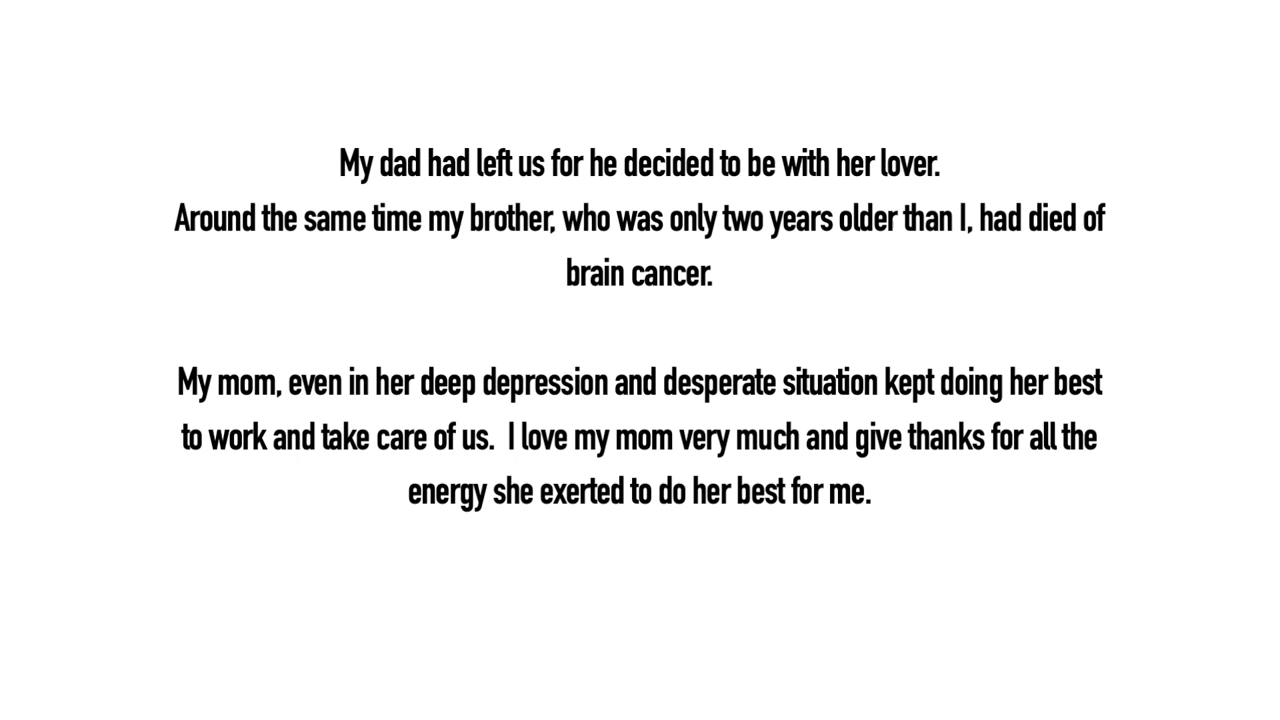 My dad had left us for he decided to be with her lover.
Around the same time my brother, who was only two years older than I, had died of
brain cancer.
My mom, even in her deep depression and desperate situation kept doing her best
to work and take care of us.  I love my mom very much and give thanks for all the
energy she exerted to do her best for me.